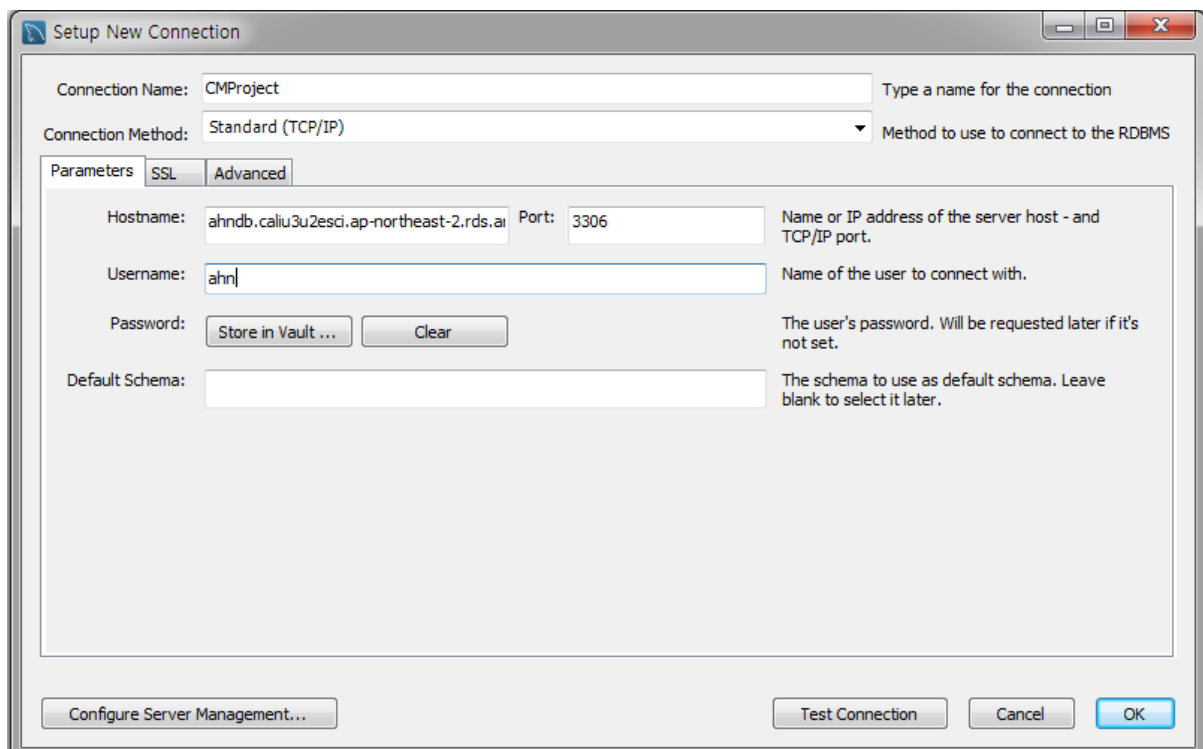 Setup New Connection
Connection Name: CMProject Type a name for the connection
Connection Method: Standard (TCP/IP) Method to use to connect to the RDBMS
Parameters SSL Advanced
Hostname: ahndb.caliu3u2esci.ap-northeast-2.rds.a Port: 3306 Name or IP address of the server host - and
TCP/IP port.
Username: ahn Name of the user to connect with.
Password: Store in Vault ... Clear The user's password. Will be requested later if it's
not set.
Default Schema: The schema to use as default schema. Leave
blank to select it later.
Configure Server Management... Test Connection Cancel OK